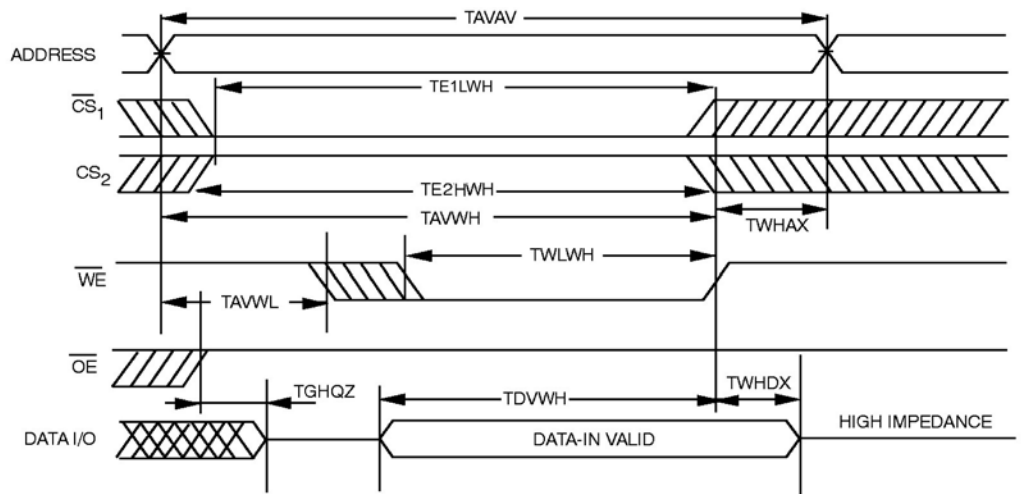 TAVAV
ADDRESS
TE1LWH
CS1
CS2
TE2HWH
TAVWH
TWHAX
TWLWH
WE
TAVWL
OE
TGHQZ
TDVWH
TWHDX
DATA I/O
DATA-IN VALID
HIGH IMPEDANCE